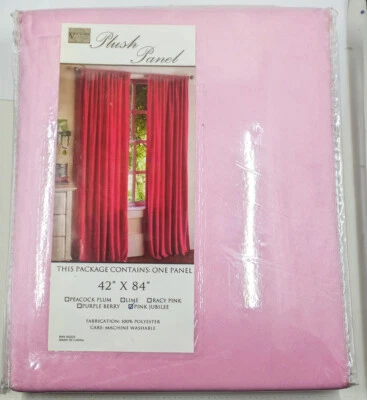 Plush
Panel
THIS PACKAGE CONTAINS: ONE PANEL
42" X 84"
PEACOCK PLUM LIME RACY PINK
PURPLE BERRY PINK JUBILEE
FABRICATION: 100% POLYESTER
CARE: MACHINE WASHABLE